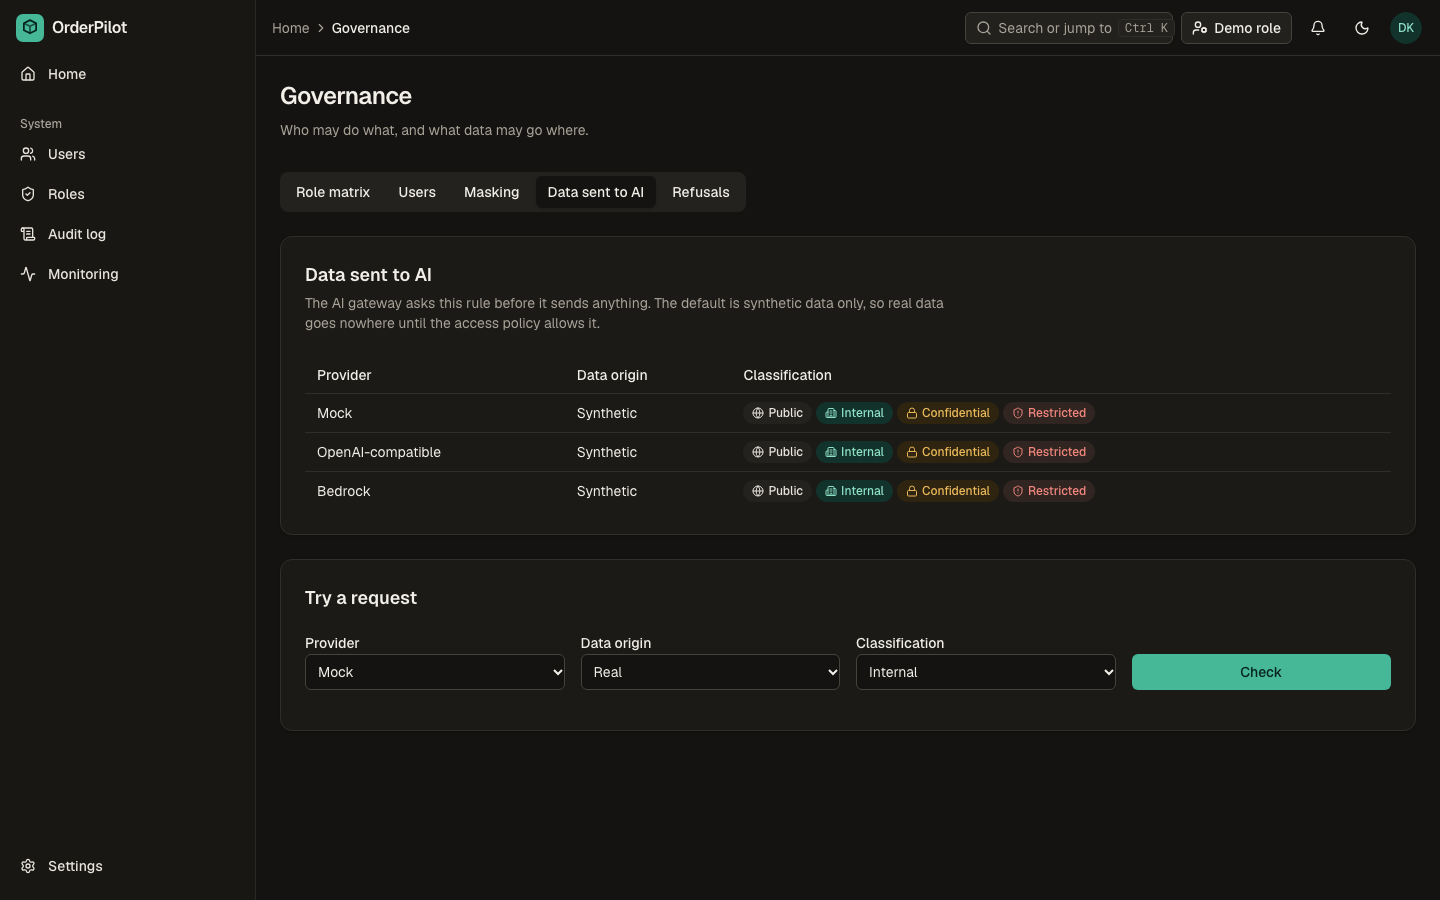 OrderPilot
Home
System
Users
Roles
Audit log
Monitoring
Settings
Home > Governance
Search or jump to Ctrl K
Demo role
DK
Governance
Who may do what, and what data may go where.
Role matrix Users Masking Data sent to AI Refusals
Data sent to AI
The AI gateway asks this rule before it sends anything. The default is synthetic data only, so real data
goes nowhere until the access policy allows it.
Provider Data origin Classification
Mock Synthetic Public Internal Confidential Restricted
OpenAI-compatible Synthetic Public Internal Confidential Restricted
Bedrock Synthetic Public Internal Confidential Restricted
Try a request
Provider Data origin Classification
Mock Real Internal Check